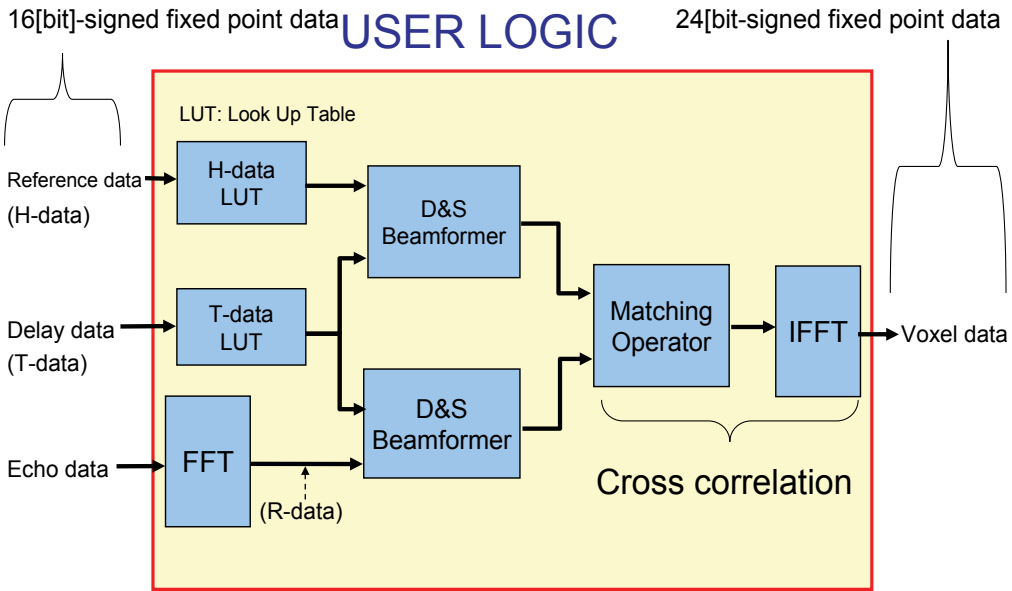 16[bit]-signed fixed point data
USER LOGIC
24[bit-signed fixed point data
LUT: Look Up Table
Reference data
(H-data)
H-data
LUT
D&S
Beamformer
Delay data
(T-data)
T-data
LUT
Matching
Operator
IFFT
Voxel data
D&S
Beamformer
Echo data
FFT
(R-data)
Cross correlation